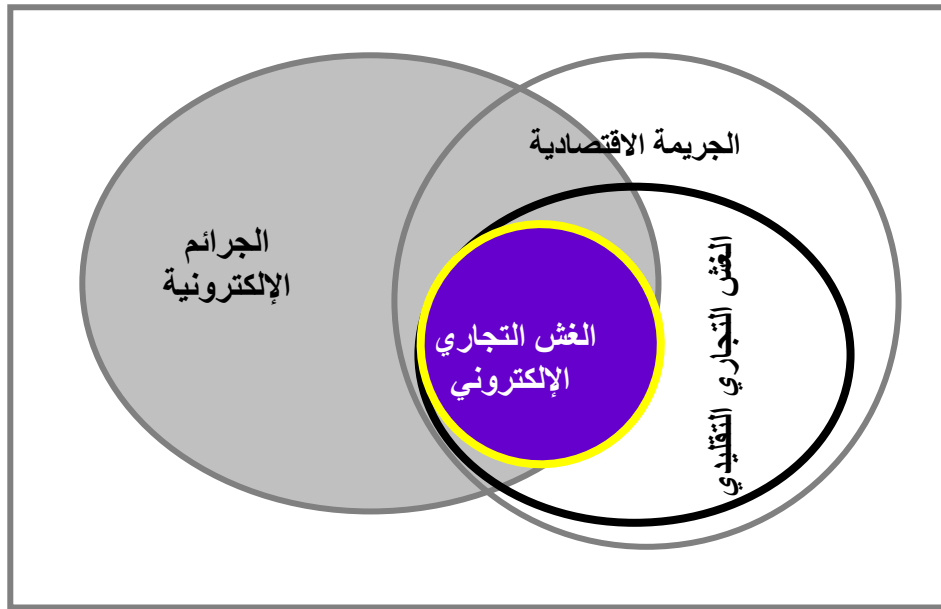 الجريمة الاقتصادية
الجرائم
الإلكترونية
الغش التجاري
الإلكتروني
الغش التجاري التقليدي